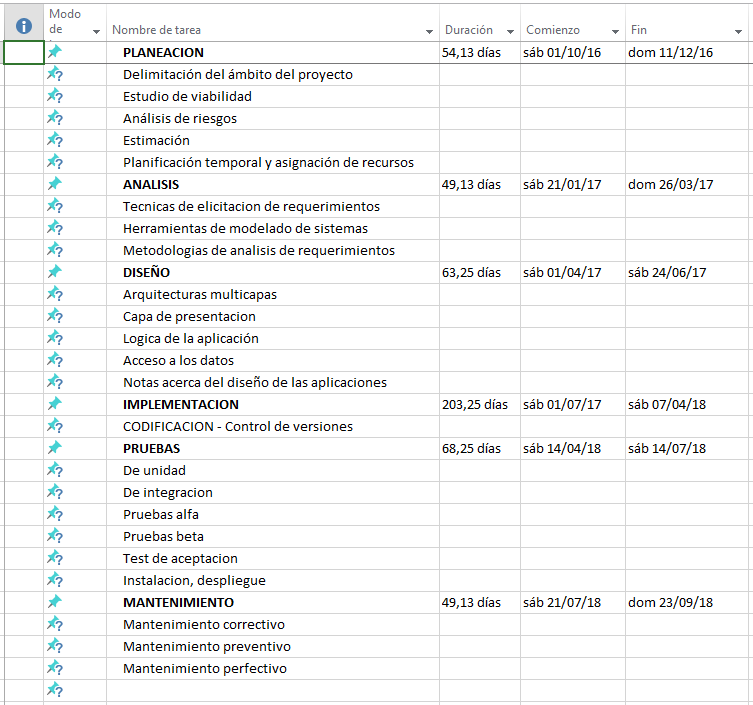 Modo de
Nombre de tarea Duración Comienzo Fin
PLANEACION 54,13 días sáb 01/10/16 dom 11/12/16
Delimitación del ámbito del proyecto
Estudio de viabilidad
Análisis de riesgos
Estimación
Planificación temporal y asignación de recursos
ANALISIS 49,13 días sáb 21/01/17 dom 26/03/17
Tecnicas de elicitacion de requerimientos
Herramientas de modelado de sistemas
Metodologias de analisis de requerimientos
DISEÑO 63,25 días sáb 01/04/17 sáb 24/06/17
Arquitecturas multicapas
Capa de presentacion
Logica de la aplicación
Acceso a los datos
Notas acerca del diseño de las aplicaciones
IMPLEMENTACION 203,25 días sáb 01/07/17 sáb 07/04/18
CODIFICACION - Control de versiones
PRUEBAS 68,25 días sáb 14/04/18 sáb 14/07/18
De unidad
De integracion
Pruebas alfa
Pruebas beta
Test de aceptacion
Instalacion, despliegue
MANTENIMIENTO 49,13 días sáb 21/07/18 dom 23/09/18
Mantenimiento correctivo
Mantenimiento preventivo
Mantenimiento perfectivo